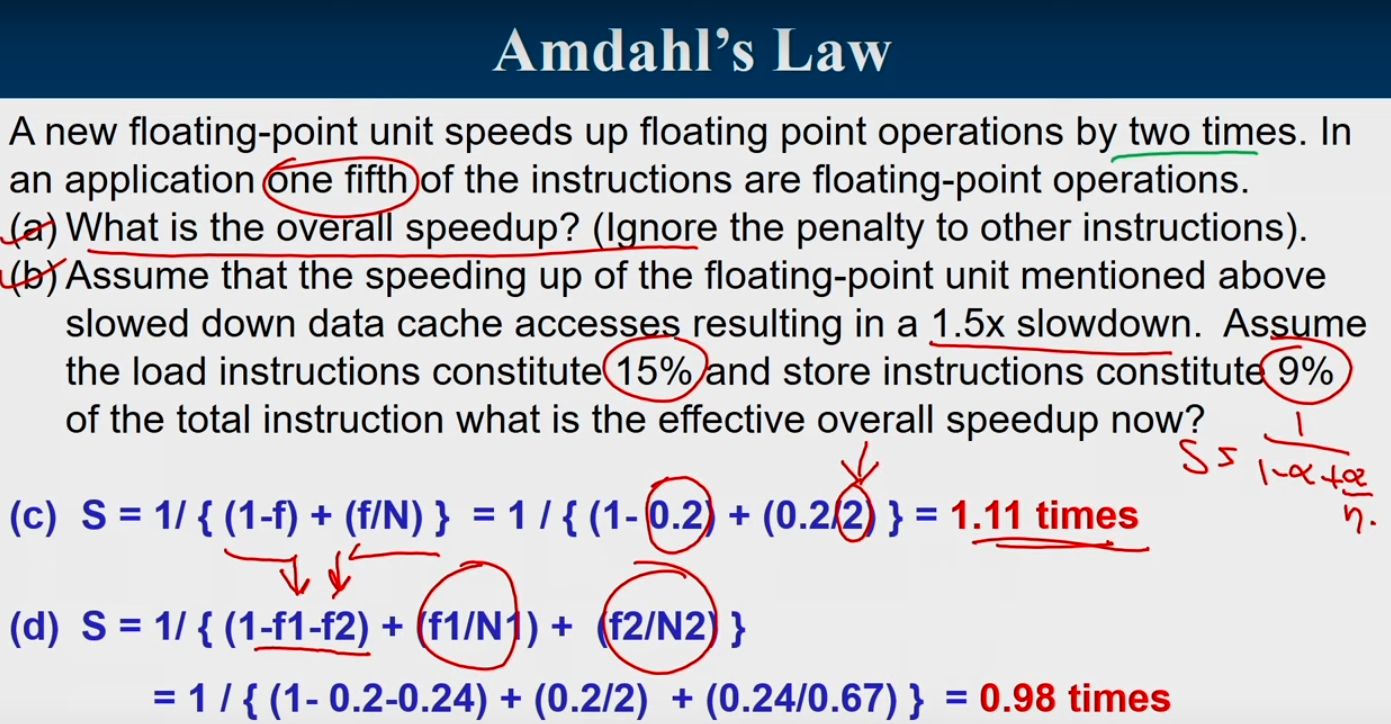 Amdahl's Law
A new floating-point unit speeds up floating point operations by two times. In
an application one fifth of the instructions are floating-point operations.
(a) What is the overall speedup? (Ignore the penalty to other instructions).
(b) Assume that the speeding up of the floating-point unit mentioned above
slowed down data cache accesses resulting in a 1.5x slowdown. Assume
the load instructions constitute 15% and store instructions constitute 9%
of the total instruction what is the effective overall speedup now?
S = 1/1-α+α/n.
(c) S = 1/ { (1-f) + (f/N) } = 1 / { (1- 0.2) + (0.2/2) } = 1.11 times
(d) S = 1/ { (1-f1-f2) + (f1/N1) + (f2/N2) }
= 1 / { (1- 0.2-0.24) + (0.2/2) + (0.24/0.67) } = 0.98 times